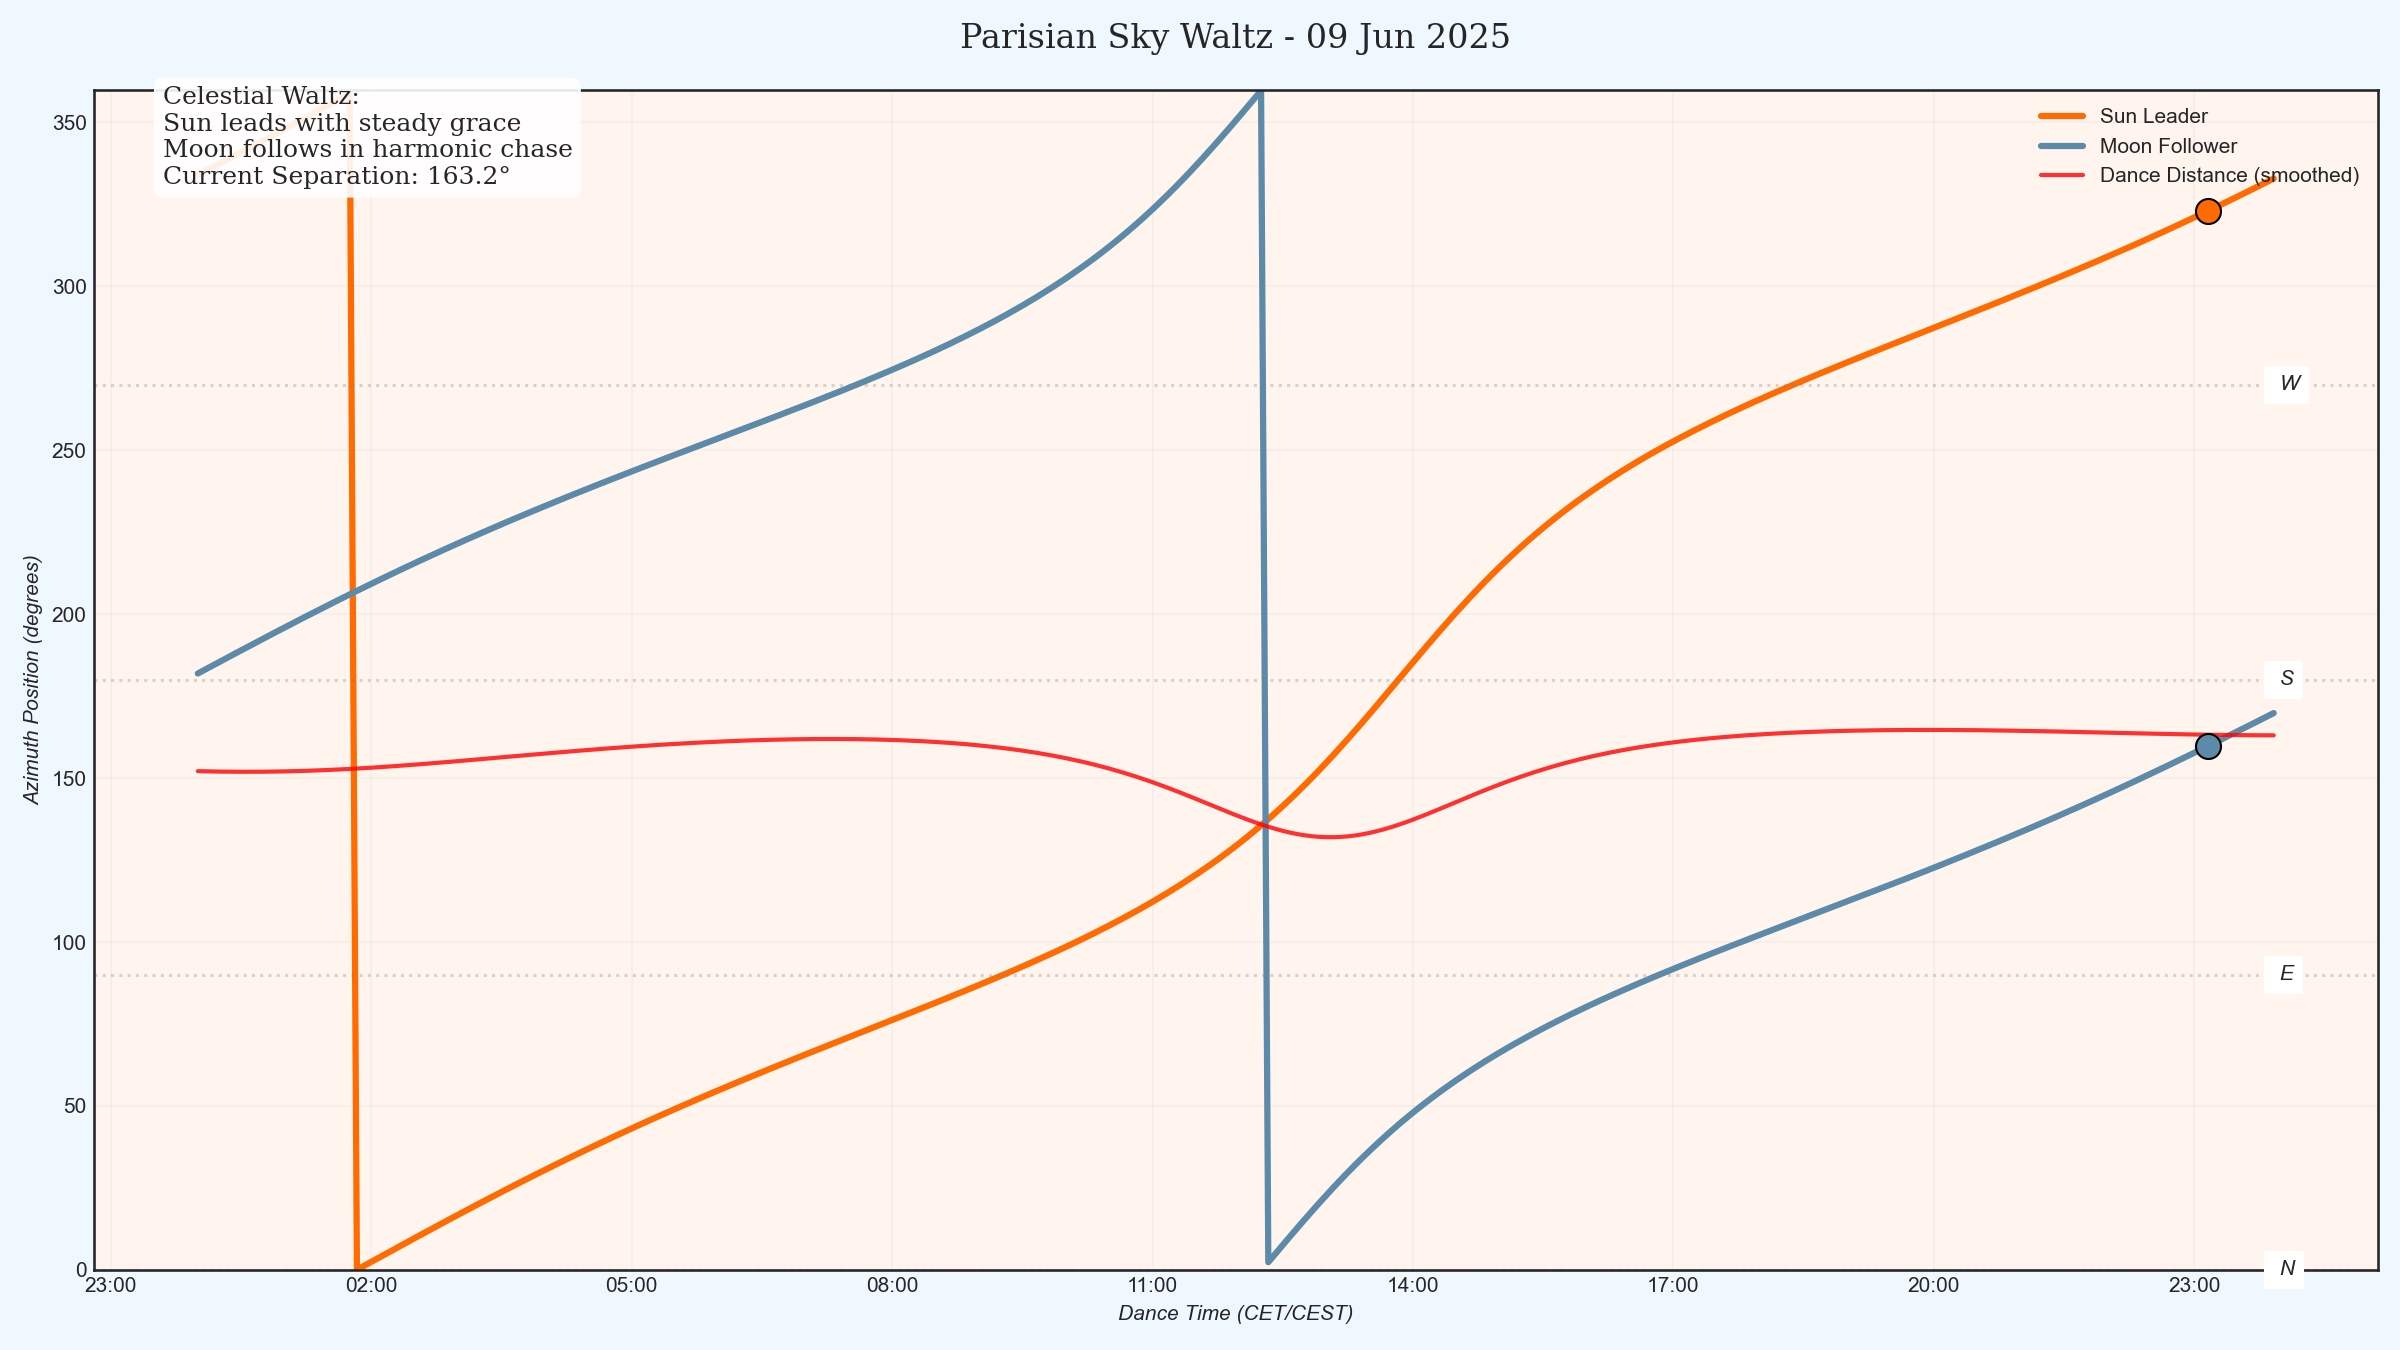 Parisian Sky Waltz - 09 Jun 2025
Celestial Waltz:
Sun leads with steady grace
Moon follows in harmonic chase
Current Separation: 163.2°
Sun Leader
Moon Follower
Dance Distance (smoothed)
350
300
250
200
150
100
50
0
Azimuth Position (degrees)
W
S
E
N
23:00
02:00
05:00
08:00
11:00
14:00
17:00
20:00
23:00
Dance Time (CET/CEST)